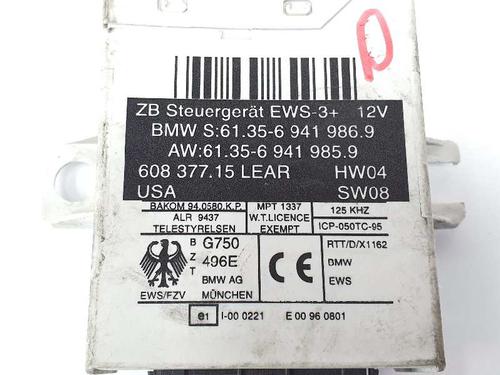 ZB Steuergerät EWS-3+ 12V
BMW S:61.35-6 941 986.9
AW:61.35-6 941 985.9
608 377.15 LEAR HW04
USA SW08
BAKOM 94.0580.K.P.
ALR 9437
TELESTYRELSEN
MPT 1337
W.T.LICENCE
EXEMPT
125 KHZ
ICP-050TC-95
BZT
G750
496E
BMW AG
MÜNCHEN
EWS/FZV
CE
RTT/D/X1162
BMW
EWS
e1 I-00 0221 E 00 96 0801